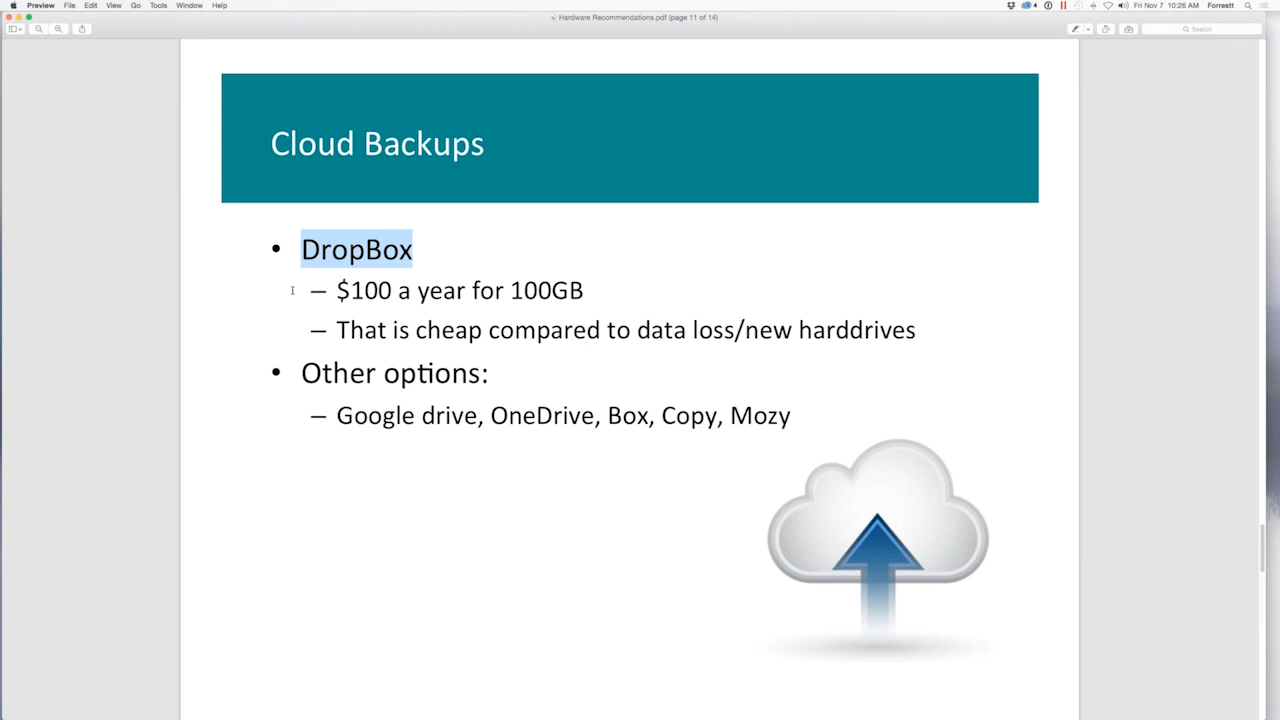 Preview File Edit View Go Tools Window Help
4
Fri Nov 7 10:26 AM Forrestt
Hardware Recommendations.pdf (page 11 of 14)
Search
Cloud Backups
• DropBox
– $100 a year for 100GB
– That is cheap compared to data loss/new harddrives
• Other options:
– Google drive, OneDrive, Box, Copy, Mozy